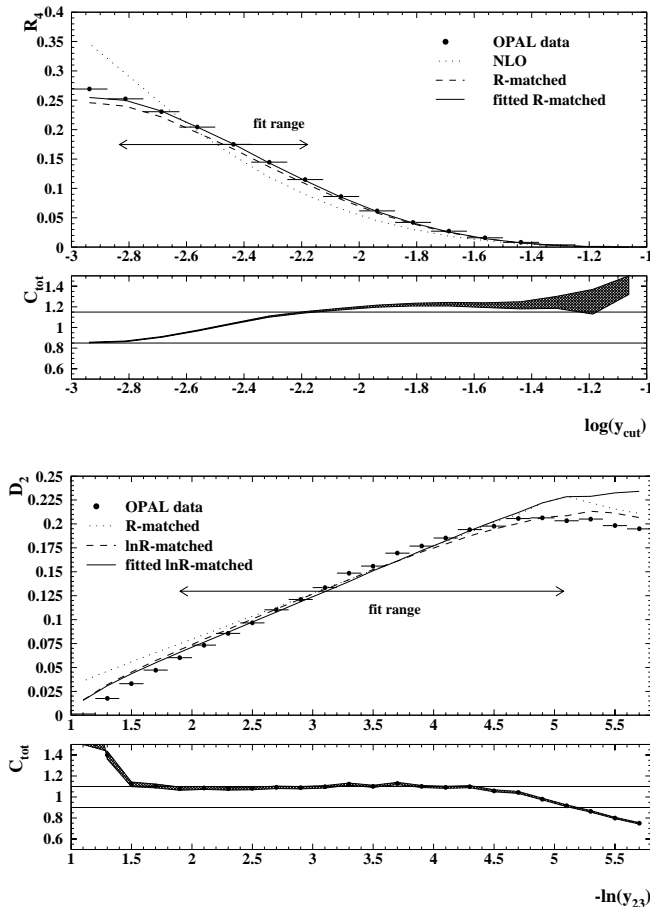 R4
0.4
0.35
0.3
0.25
0.2
0.15
0.1
0.05
0
OPAL data
NLO
R-matched
fitted R-matched
fit range
-3 -2.8 -2.6 -2.4 -2.2 -2 -1.8 -1.6 -1.4 -1.2 -1
Ctot
1.4
1.2
1
0.8
0.6
-3 -2.8 -2.6 -2.4 -2.2 -2 -1.8 -1.6 -1.4 -1.2 -1
log(ycut)
D2
0.25
0.225
0.2
0.175
0.15
0.125
0.1
0.075
0.05
0.025
0
OPAL data
R-matched
lnR-matched
fitted lnR-matched
fit range
1 1.5 2 2.5 3 3.5 4 4.5 5 5.5
Ctot
1.4
1.2
1
0.8
0.6
1 1.5 2 2.5 3 3.5 4 4.5 5 5.5
-ln(y23)